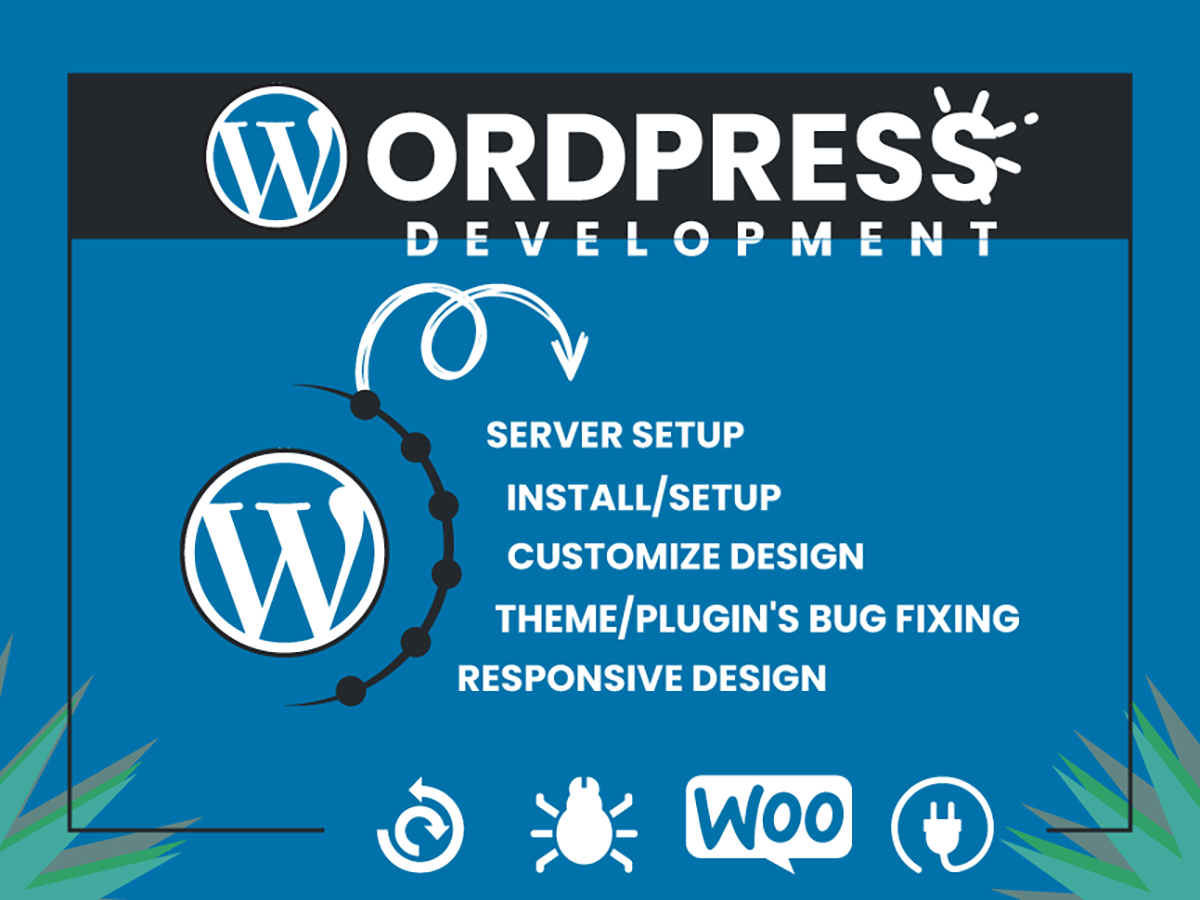 WORDPRESS
DEVELOPMENT
SERVER SETUP
INSTALL/SETUP
CUSTOMIZE DESIGN
W
THEME/PLUGIN'S BUG FIXING
RESPONSIVE DESIGN
WOO